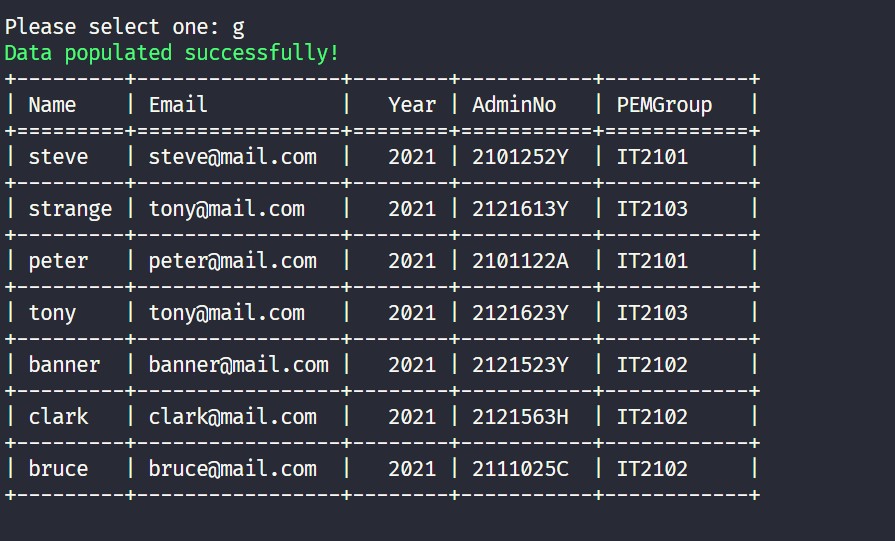 Please select one: g
Data populated successfully!
+---------+-----------------+--------+-----------+------------+
| Name    | Email           |   Year | AdminNo   | PEMGroup   |
+=========+=================+========+===========+============+
| steve   | steve@mail.com  |   2021 | 2101252Y  | IT2101     |
+---------+-----------------+--------+-----------+------------+
| strange | tony@mail.com   |   2021 | 2121613Y  | IT2103     |
+---------+-----------------+--------+-----------+------------+
| peter   | peter@mail.com  |   2021 | 2101122A  | IT2101     |
+---------+-----------------+--------+-----------+------------+
| tony    | tony@mail.com   |   2021 | 2121623Y  | IT2103     |
+---------+-----------------+--------+-----------+------------+
| banner  | banner@mail.com |   2021 | 2121523Y  | IT2102     |
+---------+-----------------+--------+-----------+------------+
| clark   | clark@mail.com  |   2021 | 2121563H  | IT2102     |
+---------+-----------------+--------+-----------+------------+
| bruce   | bruce@mail.com  |   2021 | 2111025C  | IT2102     |
+---------+-----------------+--------+-----------+------------+